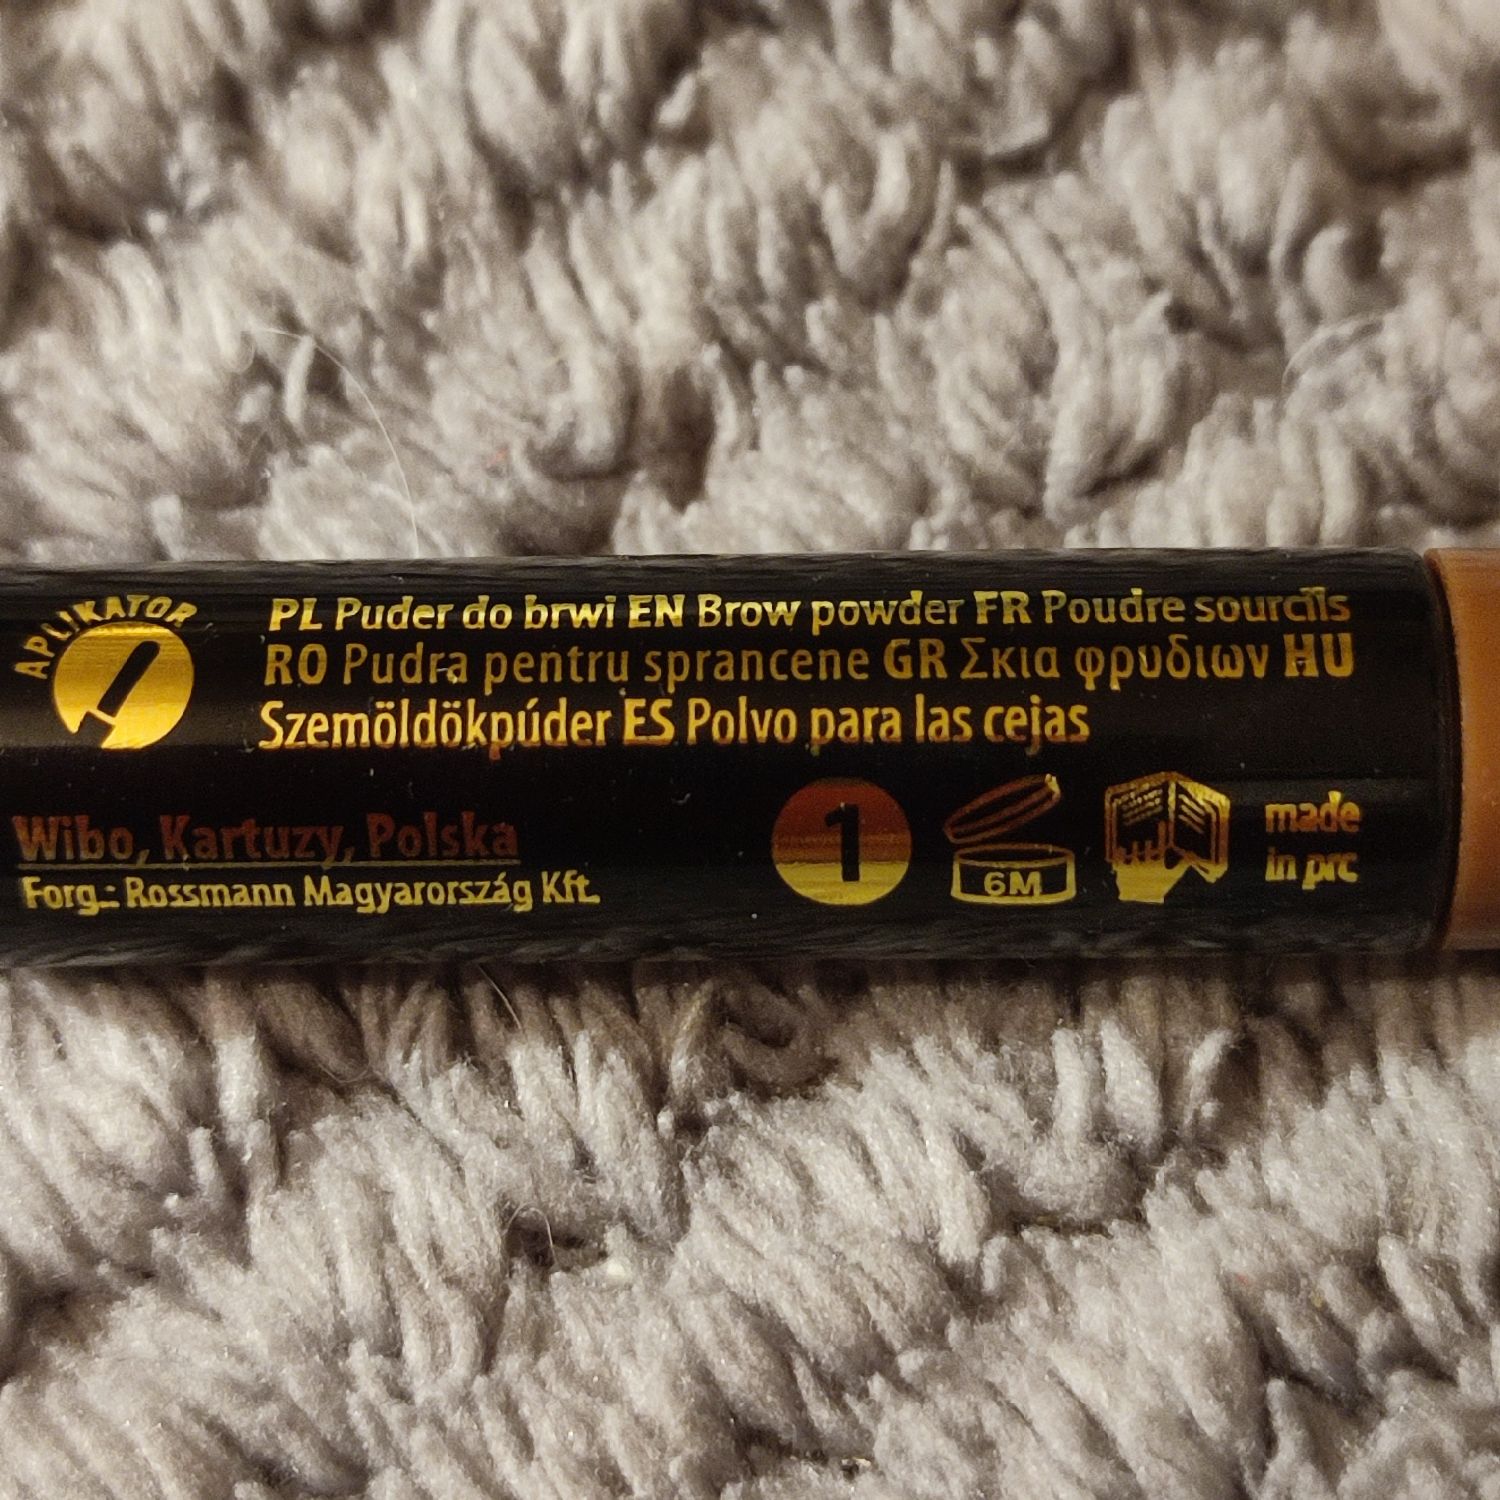 APLIKATOR
PL Puder do brwi EN Brow powder FR Poudre sourcils
RO Pudra pentru sprancene GR Σκια φρυδιων HU
Szemöldökpúder ES Polvo para las cejas
Wibo, Kartuzy, Polska
Forg.: Rossmann Magyarország Kft.
1
6M
made
in prc